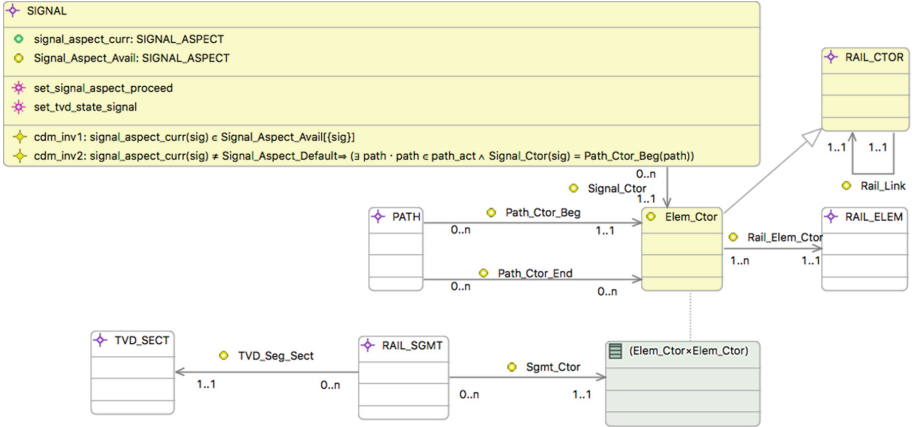 SIGNAL
signal_aspect_curr: SIGNAL_ASPECT
Signal_Aspect_Avail: SIGNAL_ASPECT
set_signal_aspect_proceed
set_tvd_state_signal
cdm_inv1: signal_aspect_curr(sig) ∈ Signal_Aspect_Avail[{sig}]
cdm_inv2: signal_aspect_curr(sig) ≠ Signal_Aspect_Default⇒ (∃ path · path ∈ path_act ∧ Signal_Ctor(sig) = Path_Ctor_Beg(path))
RAIL_CTOR
1..1 1..1
Rail_Link
0..n
Signal_Ctor
1..1
PATH
Path_Ctor_Beg
0..n 1..1
Path_Ctor_End
0..n 0..n
Elem_Ctor
Rail_Elem_Ctor
1..n 1..1
RAIL_ELEM
TVD_SECT
TVD_Seg_Sect
1..1 0..n
RAIL_SGMT
Sgmt_Ctor
0..n 1..1
(Elem_Ctor×Elem_Ctor)